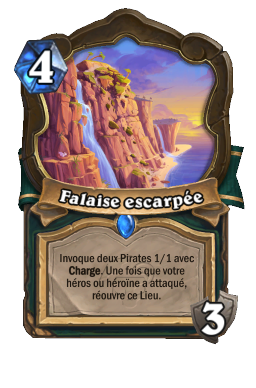 4
Falaise escarpée
Invoque deux Pirates 1/1 avec
Charge. Une fois que votre
héros ou héroïne a attaqué,
réouvre ce Lieu.
3